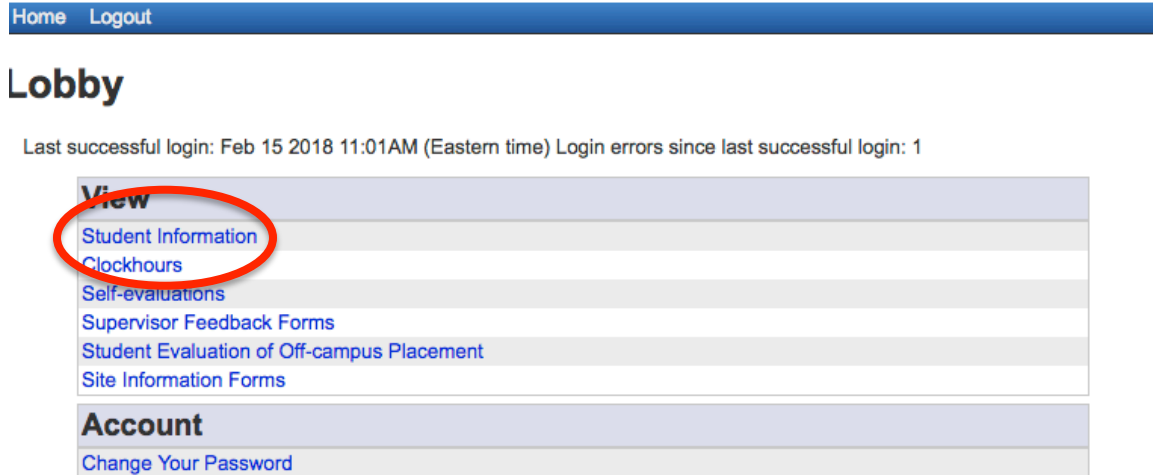 Home Logout
Lobby
Last successful login: Feb 15 2018 11:01AM (Eastern time) Login errors since last successful login: 1
View
Student Information
Clockhours
Self-evaluations
Supervisor Feedback Forms
Student Evaluation of Off-campus Placement
Site Information Forms
Account
Change Your Password